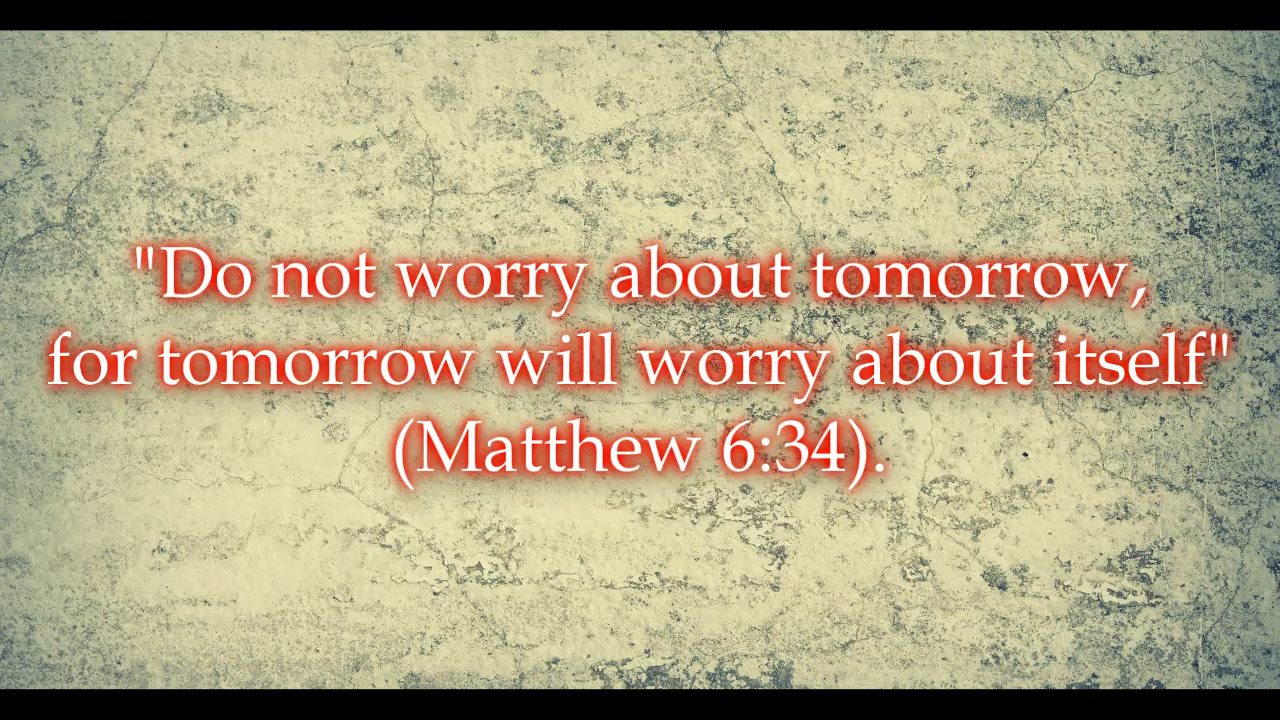 "Do not worry about tomorrow,
for tomorrow will worry about itself"
(Matthew 6:34).